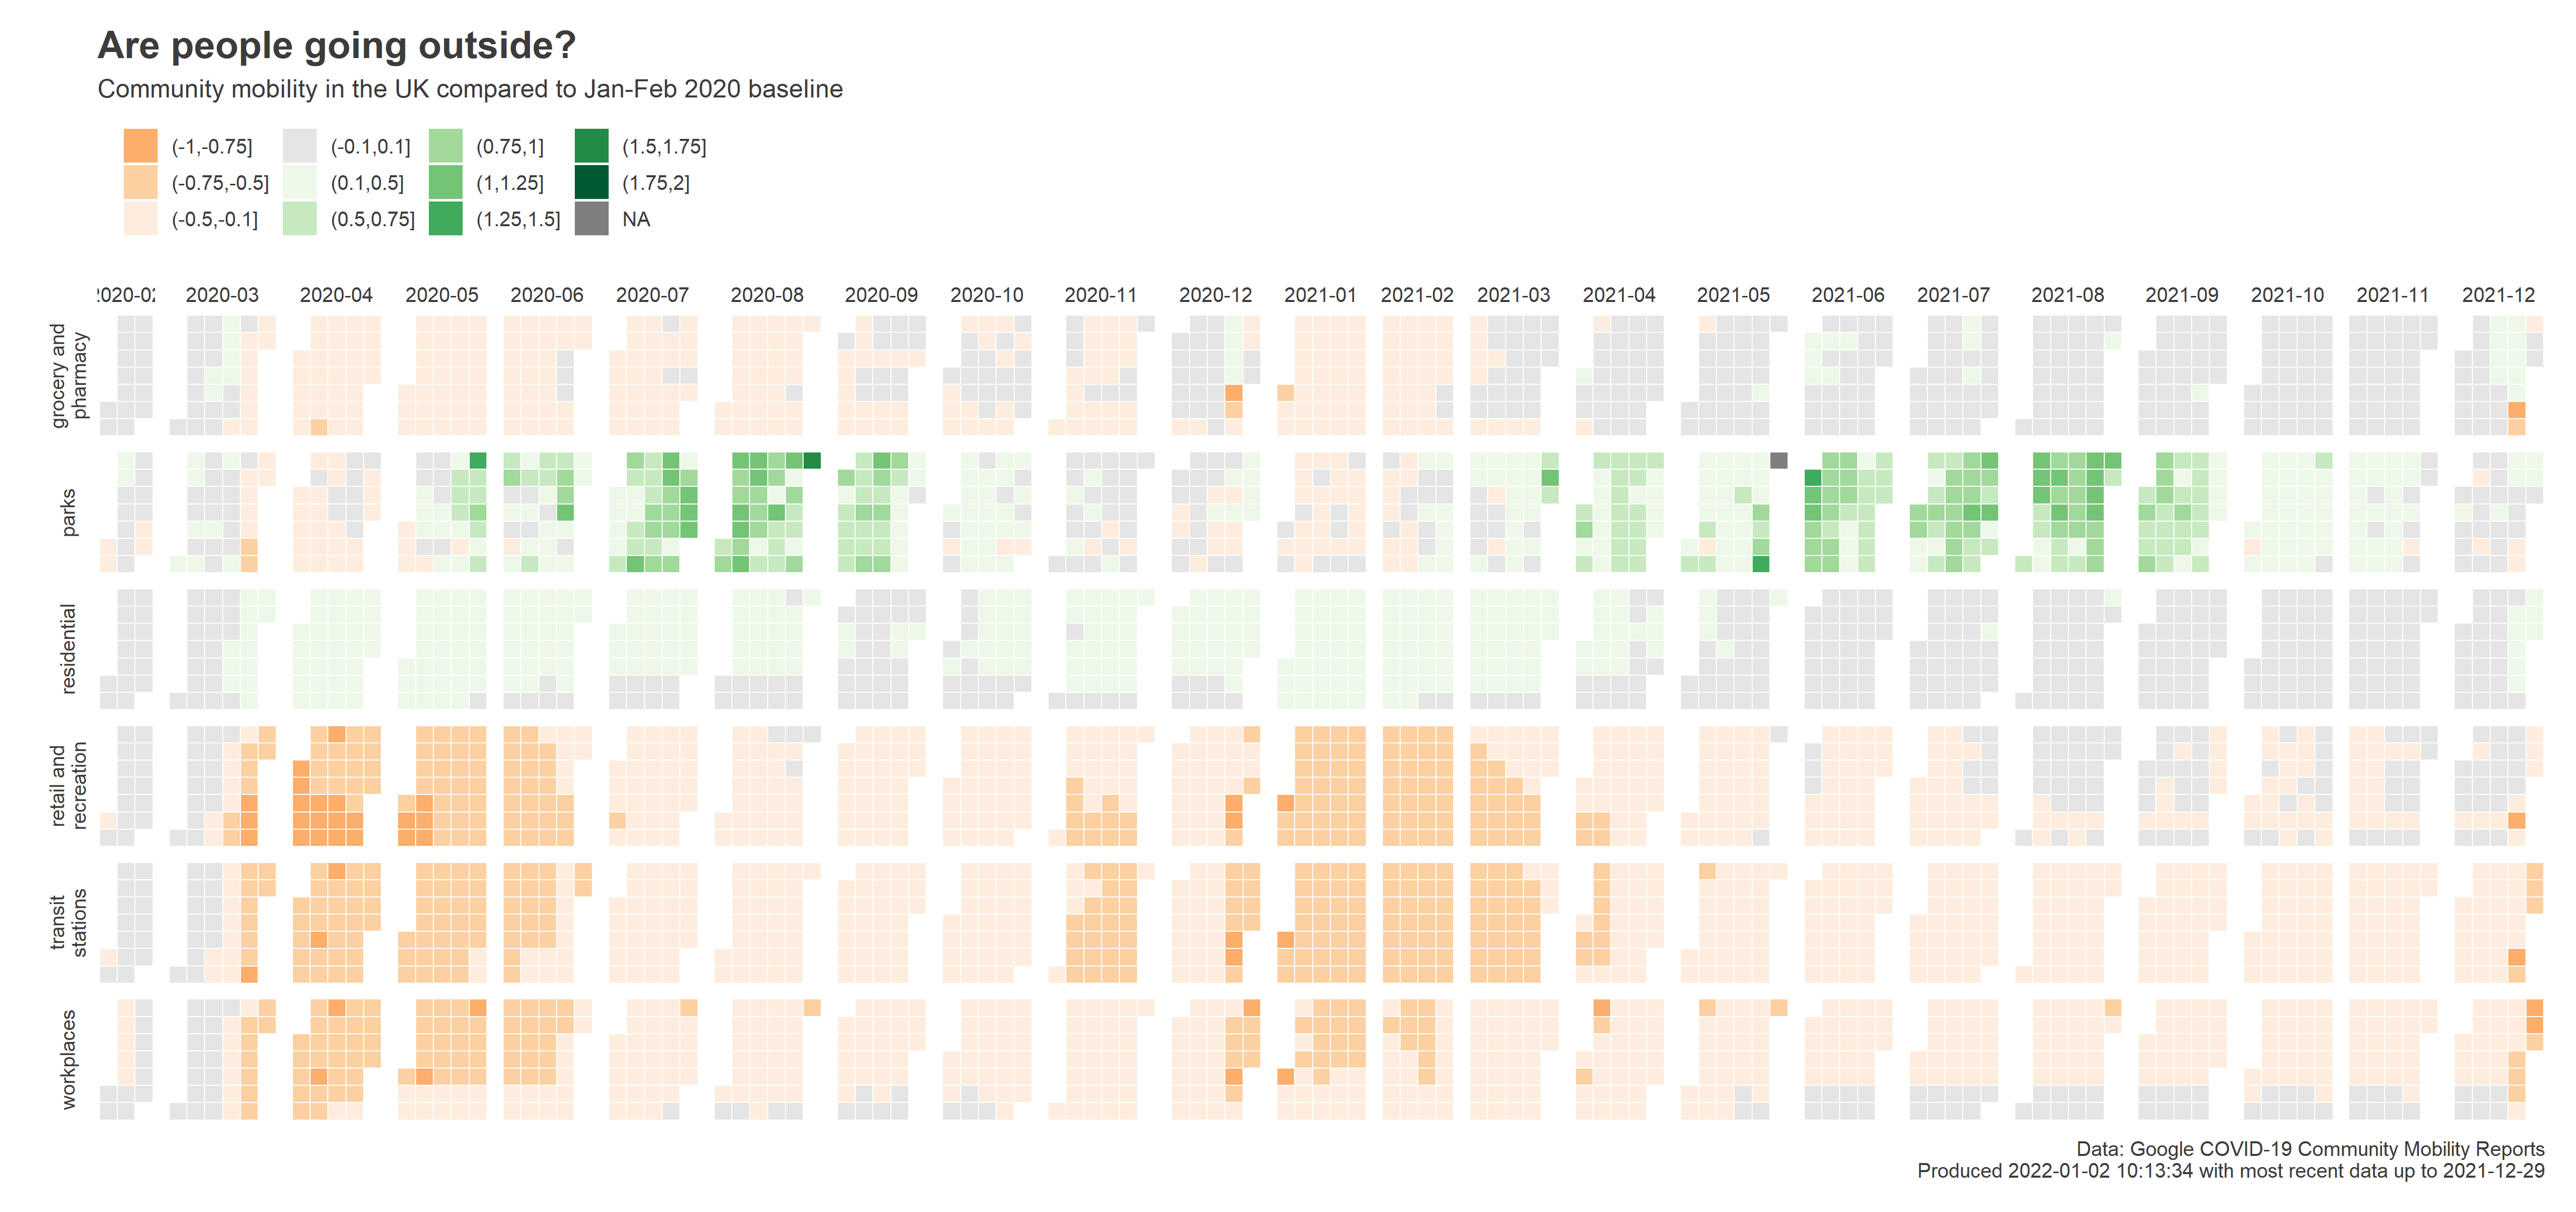 Are people going outside?
Community mobility in the UK compared to Jan-Feb 2020 baseline
(-1,-0.75] (-0.1,0.1] (0.75,1] (1.5,1.75]
(-0.75,-0.5] (0.1,0.5] (1,1.25] (1.75,2]
(-0.5,-0.1] (0.5,0.75] (1.25,1.5] NA
2020-02 2020-03 2020-04 2020-05 2020-06 2020-07 2020-08 2020-09 2020-10 2020-11 2020-12 2021-01 2021-02 2021-03 2021-04 2021-05 2021-06 2021-07 2021-08 2021-09 2021-10 2021-11 2021-12
grocery and
pharmacy
parks
residential
retail and
recreation
transit
stations
workplaces
Data: Google COVID-19 Community Mobility Reports
Produced 2022-01-02 10:13:34 with most recent data up to 2021-12-29